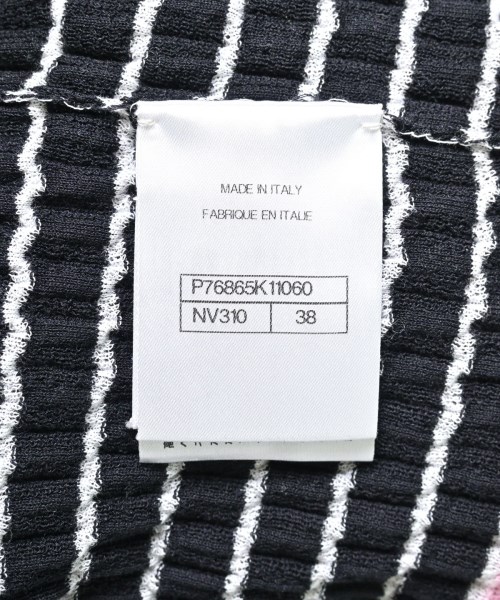 MADE IN ITALY
FABRIQUE EN ITALIE
P76865K11060
NV310 38